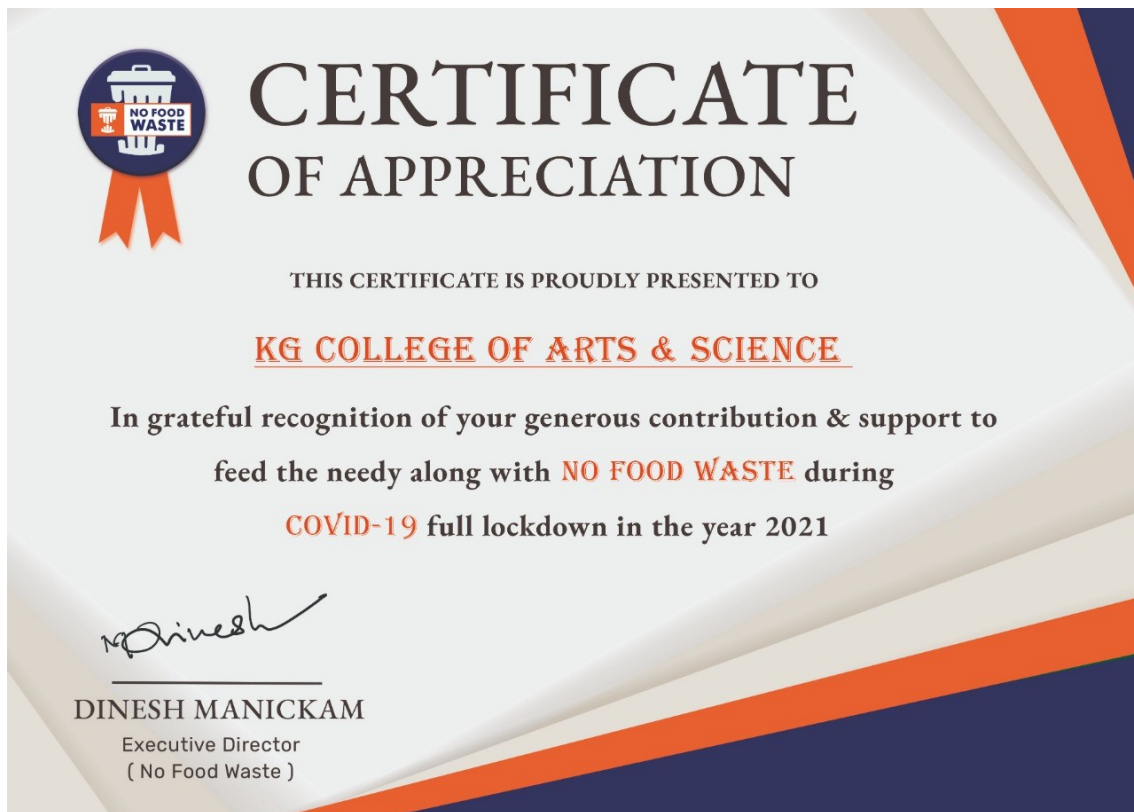 NO FOOD
WASTE
CERTIFICATE
OF APPRECIATION
THIS CERTIFICATE IS PROUDLY PRESENTED TO
KG COLLEGE OF ARTS & SCIENCE
In grateful recognition of your generous contribution & support to
feed the needy along with NO FOOD WASTE during
COVID-19 full lockdown in the year 2021
N Dinesh
DINESH MANICKAM
Executive Director
( No Food Waste )